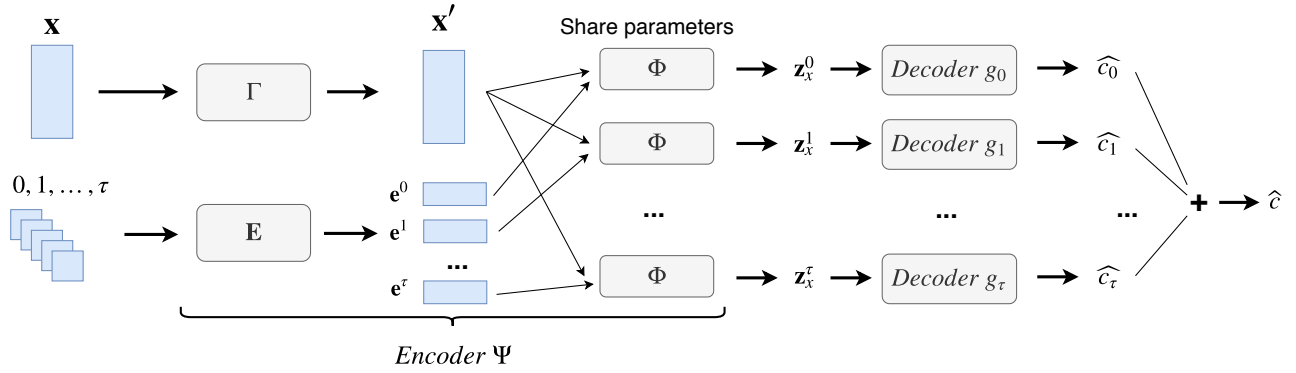 x
Γ
x′
Share parameters
Φ
z_x^0
Decoder g_0
ĉ_0
Φ
z_x^1
Decoder g_1
ĉ_1
0, 1, … , τ
E
e^0
e^1
...
e^τ
...
...
...
+
ĉ
Φ
z_x^τ
Decoder g_τ
ĉ_τ
Encoder Ψ